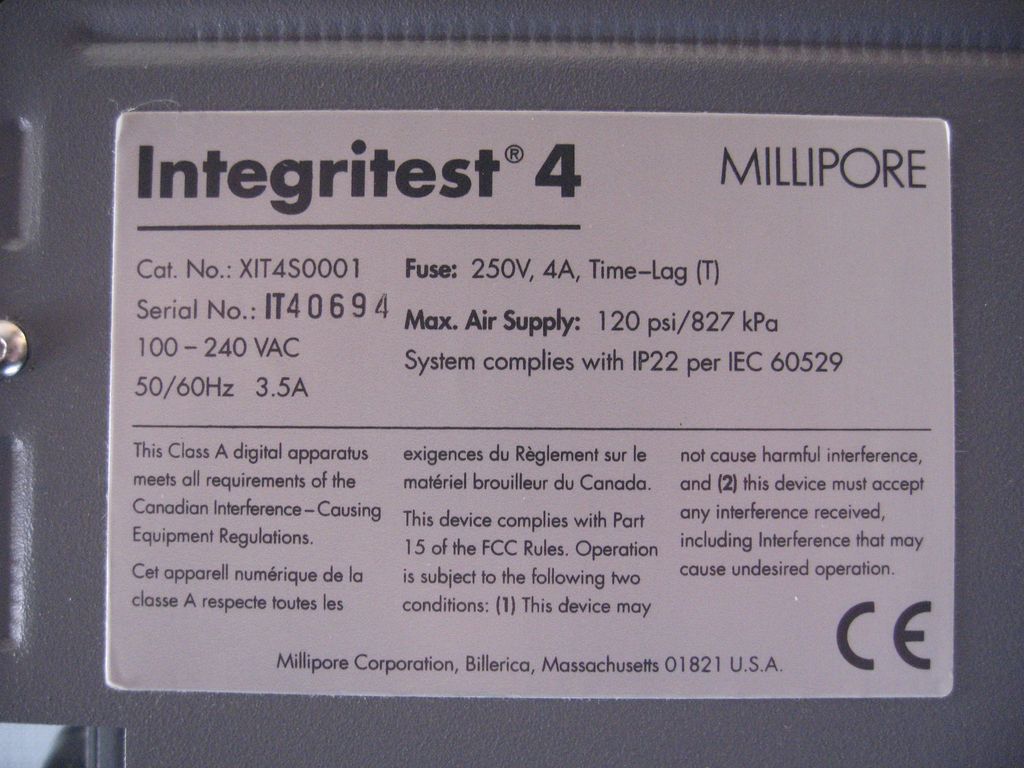 Integritest® 4
MILLIPORE
Cat. No.: XIT4S0001
Serial No.: IT40694
100 – 240 VAC
50/60Hz 3.5A
Fuse: 250V, 4A, Time–Lag (T)
Max. Air Supply: 120 psi/827 kPa
System complies with IP22 per IEC 60529
This Class A digital apparatus
meets all requirements of the
Canadian Interference–Causing
Equipment Regulations.
Cet apparell numérique de la
classe A respecte toutes les
exigences du Règlement sur le
matériel brouilleur du Canada.
This device complies with Part
15 of the FCC Rules. Operation
is subject to the following two
conditions: (1) This device may
not cause harmful interference,
and (2) this device must accept
any interference received,
including Interference that may
cause undesired operation.
CE
Millipore Corporation, Billerica, Massachusetts 01821 U.S.A.